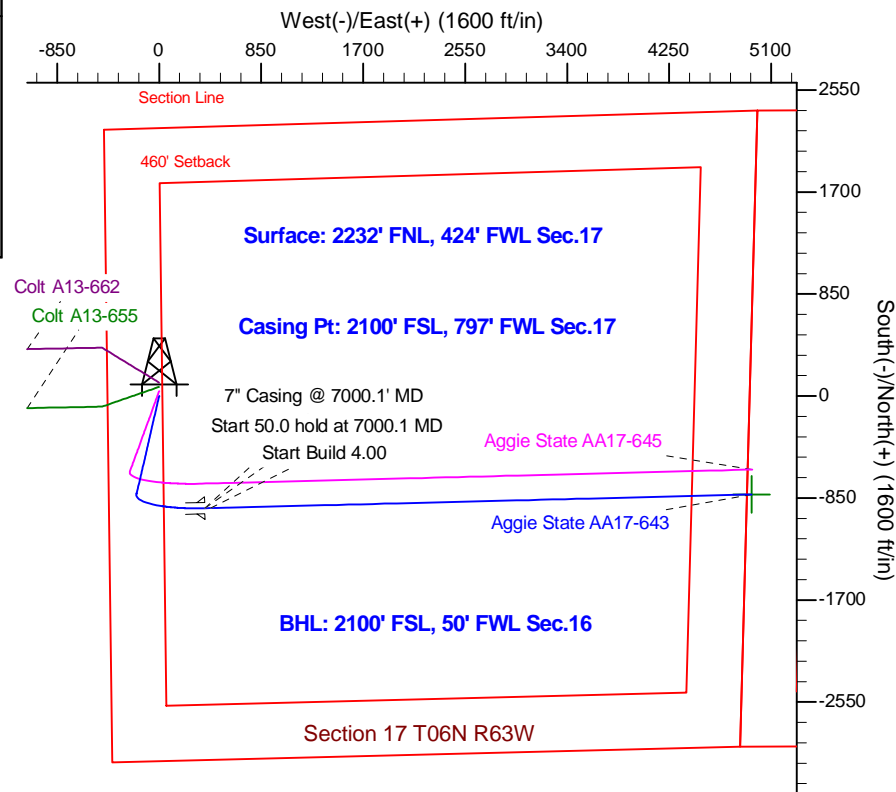 West(-)/East(+) (1600 ft/in)
-850 0 850 1700 2550 3400 4250 5100
2550
Section Line
460' Setback
1700
Surface: 2232' FNL, 424' FWL Sec.17
850
Colt A13-662
Colt A13-655
Casing Pt: 2100' FSL, 797' FWL Sec.17
South(-)/North(+) (1600 ft/in)
0
7" Casing @ 7000.1' MD
Start 50.0 hold at 7000.1 MD
Start Build 4.00
Aggie State AA17-645
-850
Aggie State AA17-643
-1700
BHL: 2100' FSL, 50' FWL Sec.16
-2550
Section 17 T06N R63W